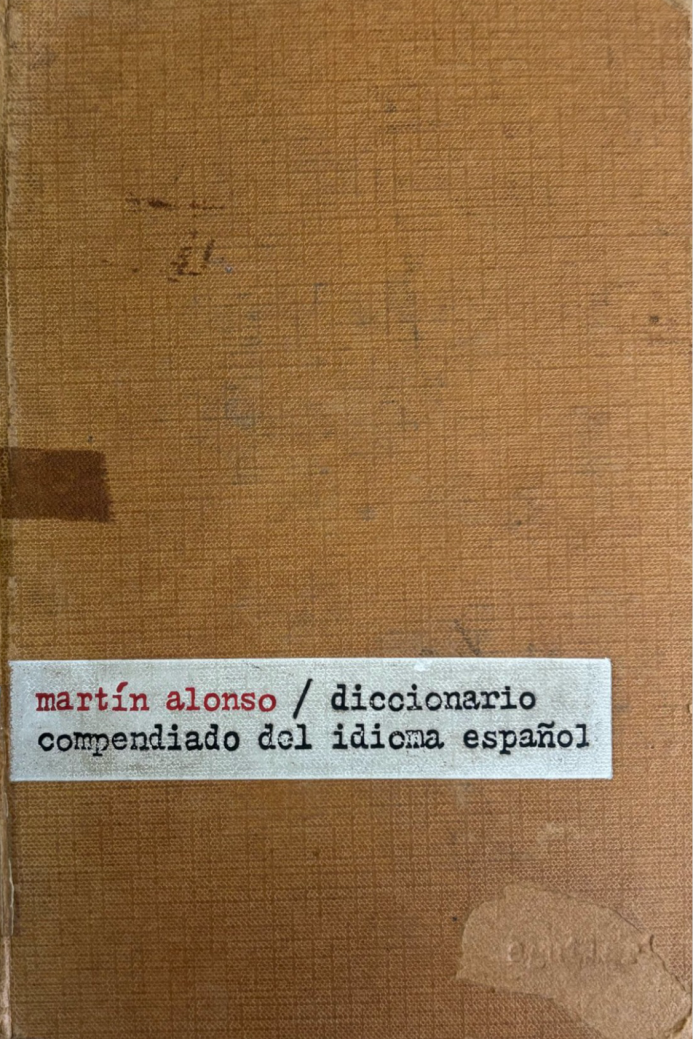 martín alonso / diccionario
compendiado del idioma español